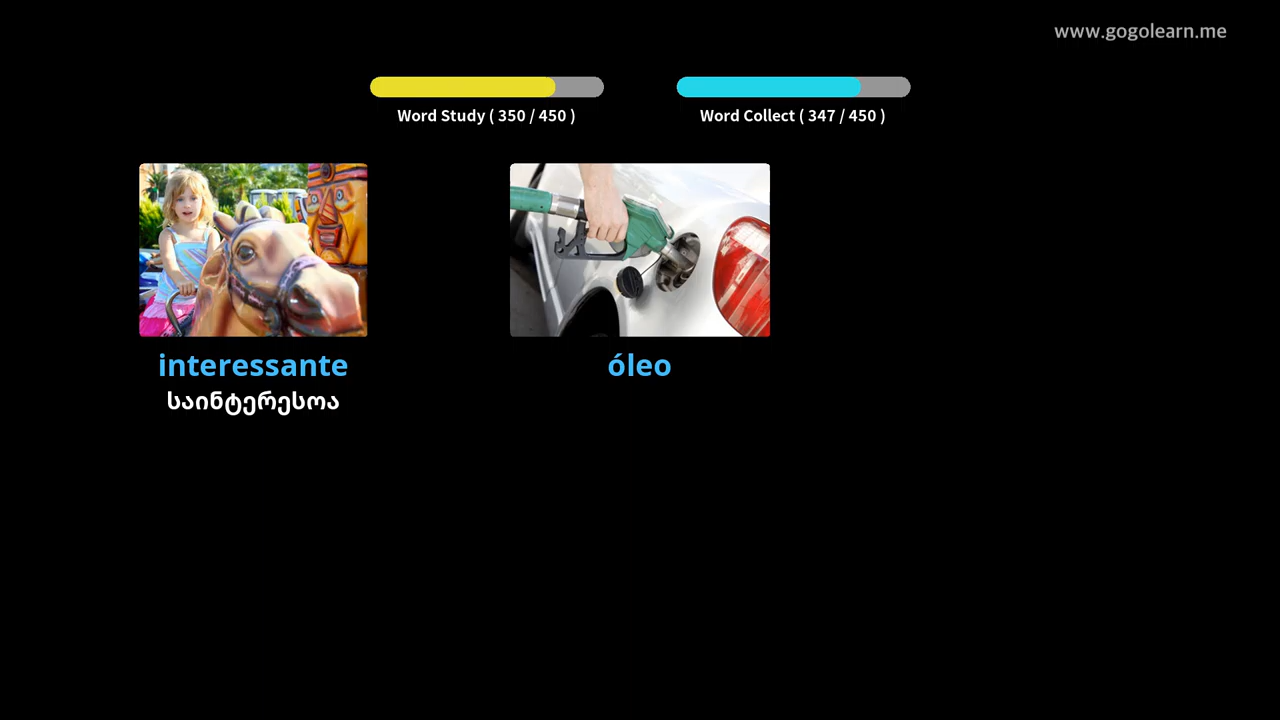 www.gogolearn.me
Word Study ( 350 / 450 )
Word Collect ( 347 / 450 )
interessante
საინტერესოა
óleo